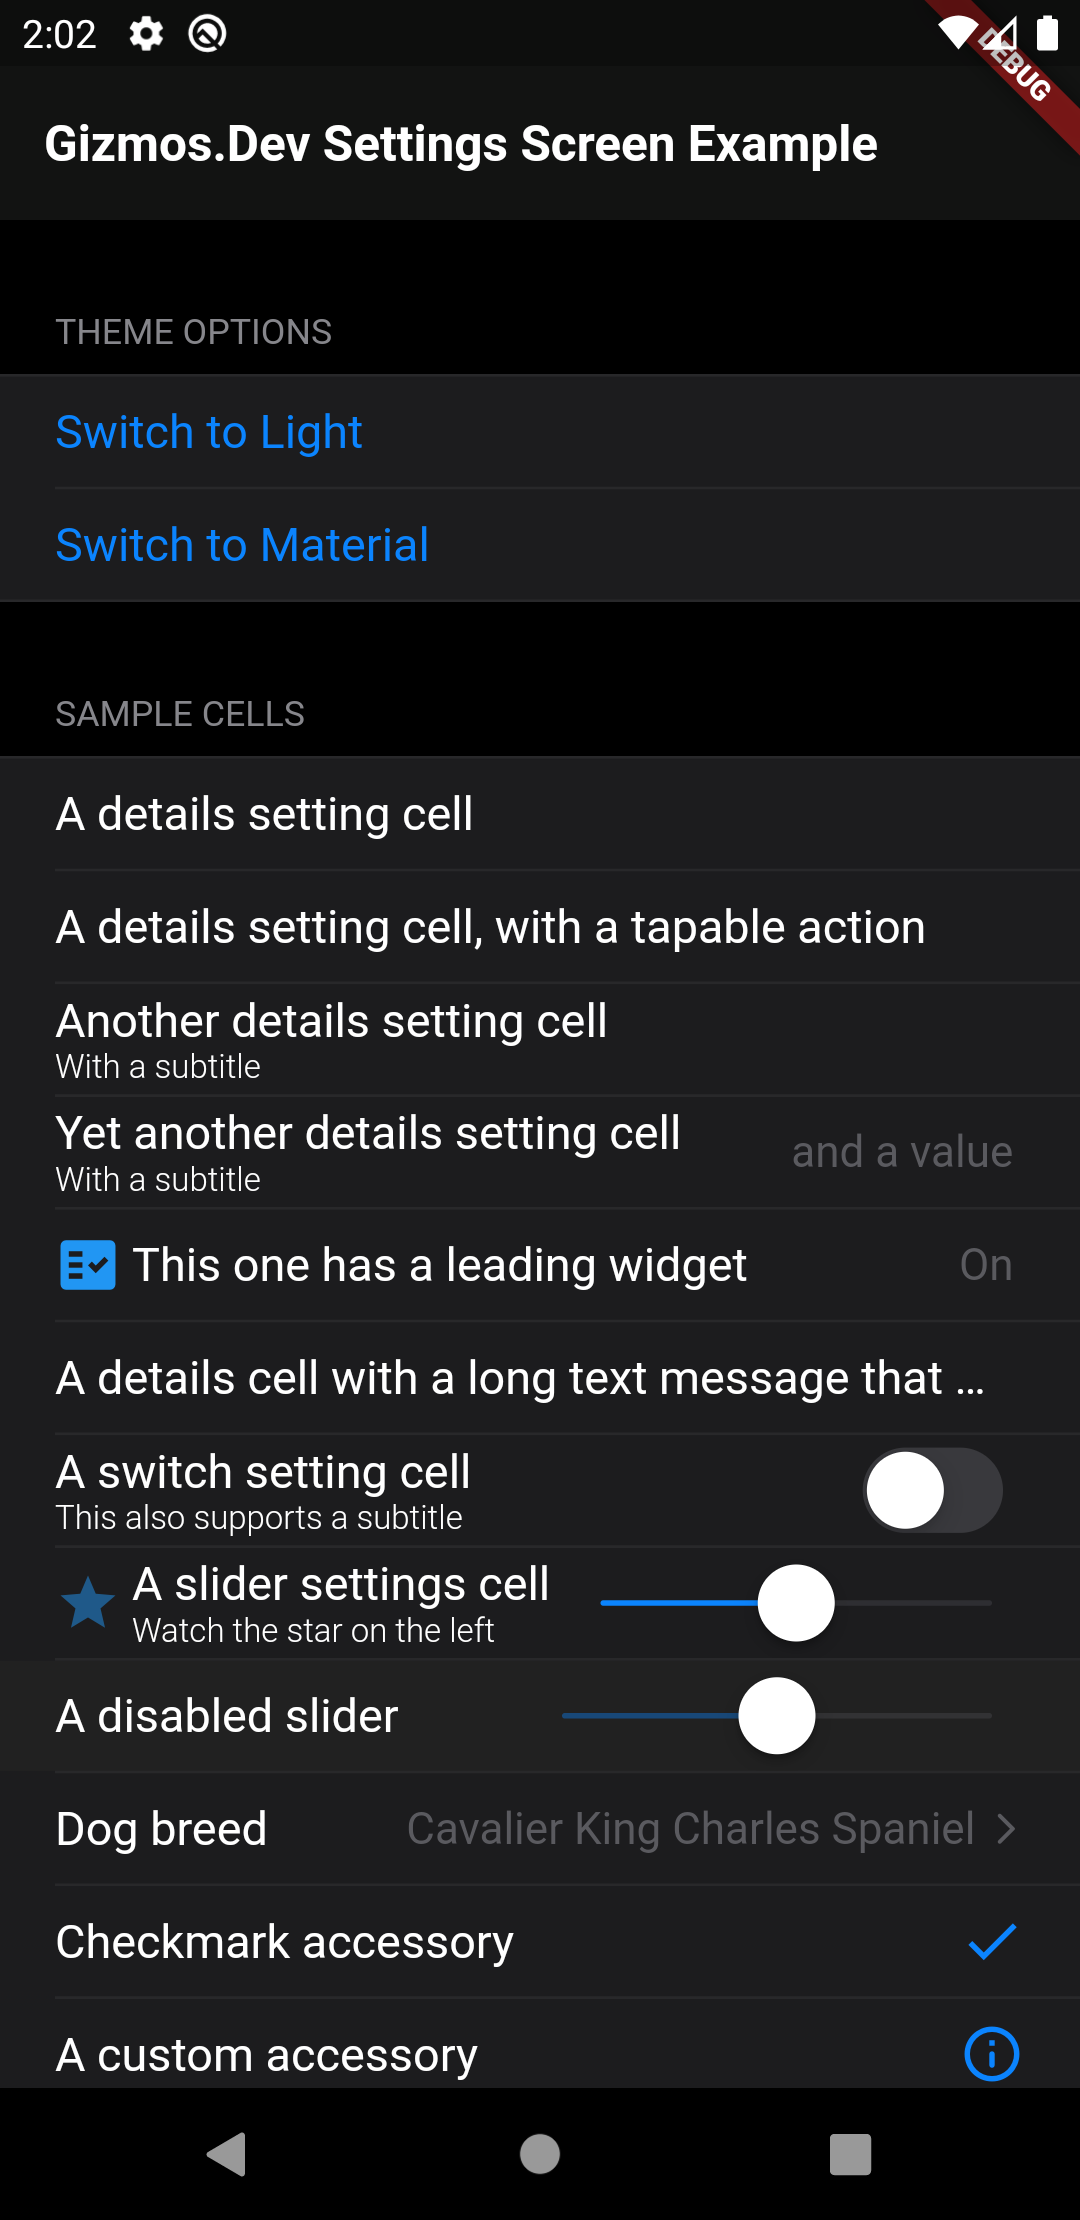 2:02
DEBUG
Gizmos.Dev Settings Screen Example
THEME OPTIONS
Switch to Light
Switch to Material
SAMPLE CELLS
A details setting cell
A details setting cell, with a tapable action
Another details setting cell
With a subtitle
Yet another details setting cell
With a subtitle
and a value
This one has a leading widget
On
A details cell with a long text message that ...
A switch setting cell
This also supports a subtitle
A slider settings cell
Watch the star on the left
A disabled slider
Dog breed
Cavalier King Charles Spaniel
Checkmark accessory
A custom accessory